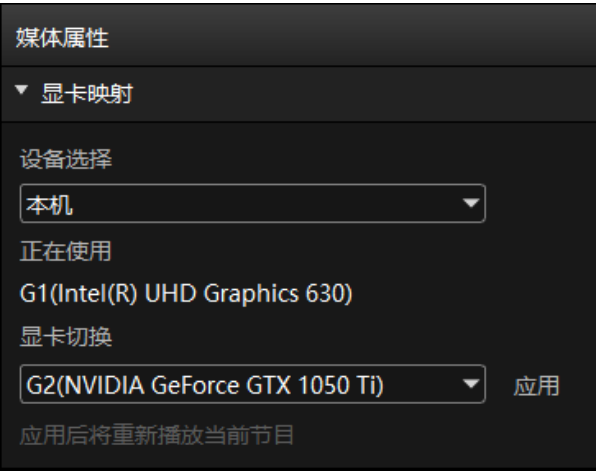 媒体属性
显卡映射
设备选择
本机
正在使用
G1(Intel(R) UHD Graphics 630)
显卡切换
G2(NVIDIA GeForce GTX 1050 Ti) 应用
应用后将重新播放当前节目